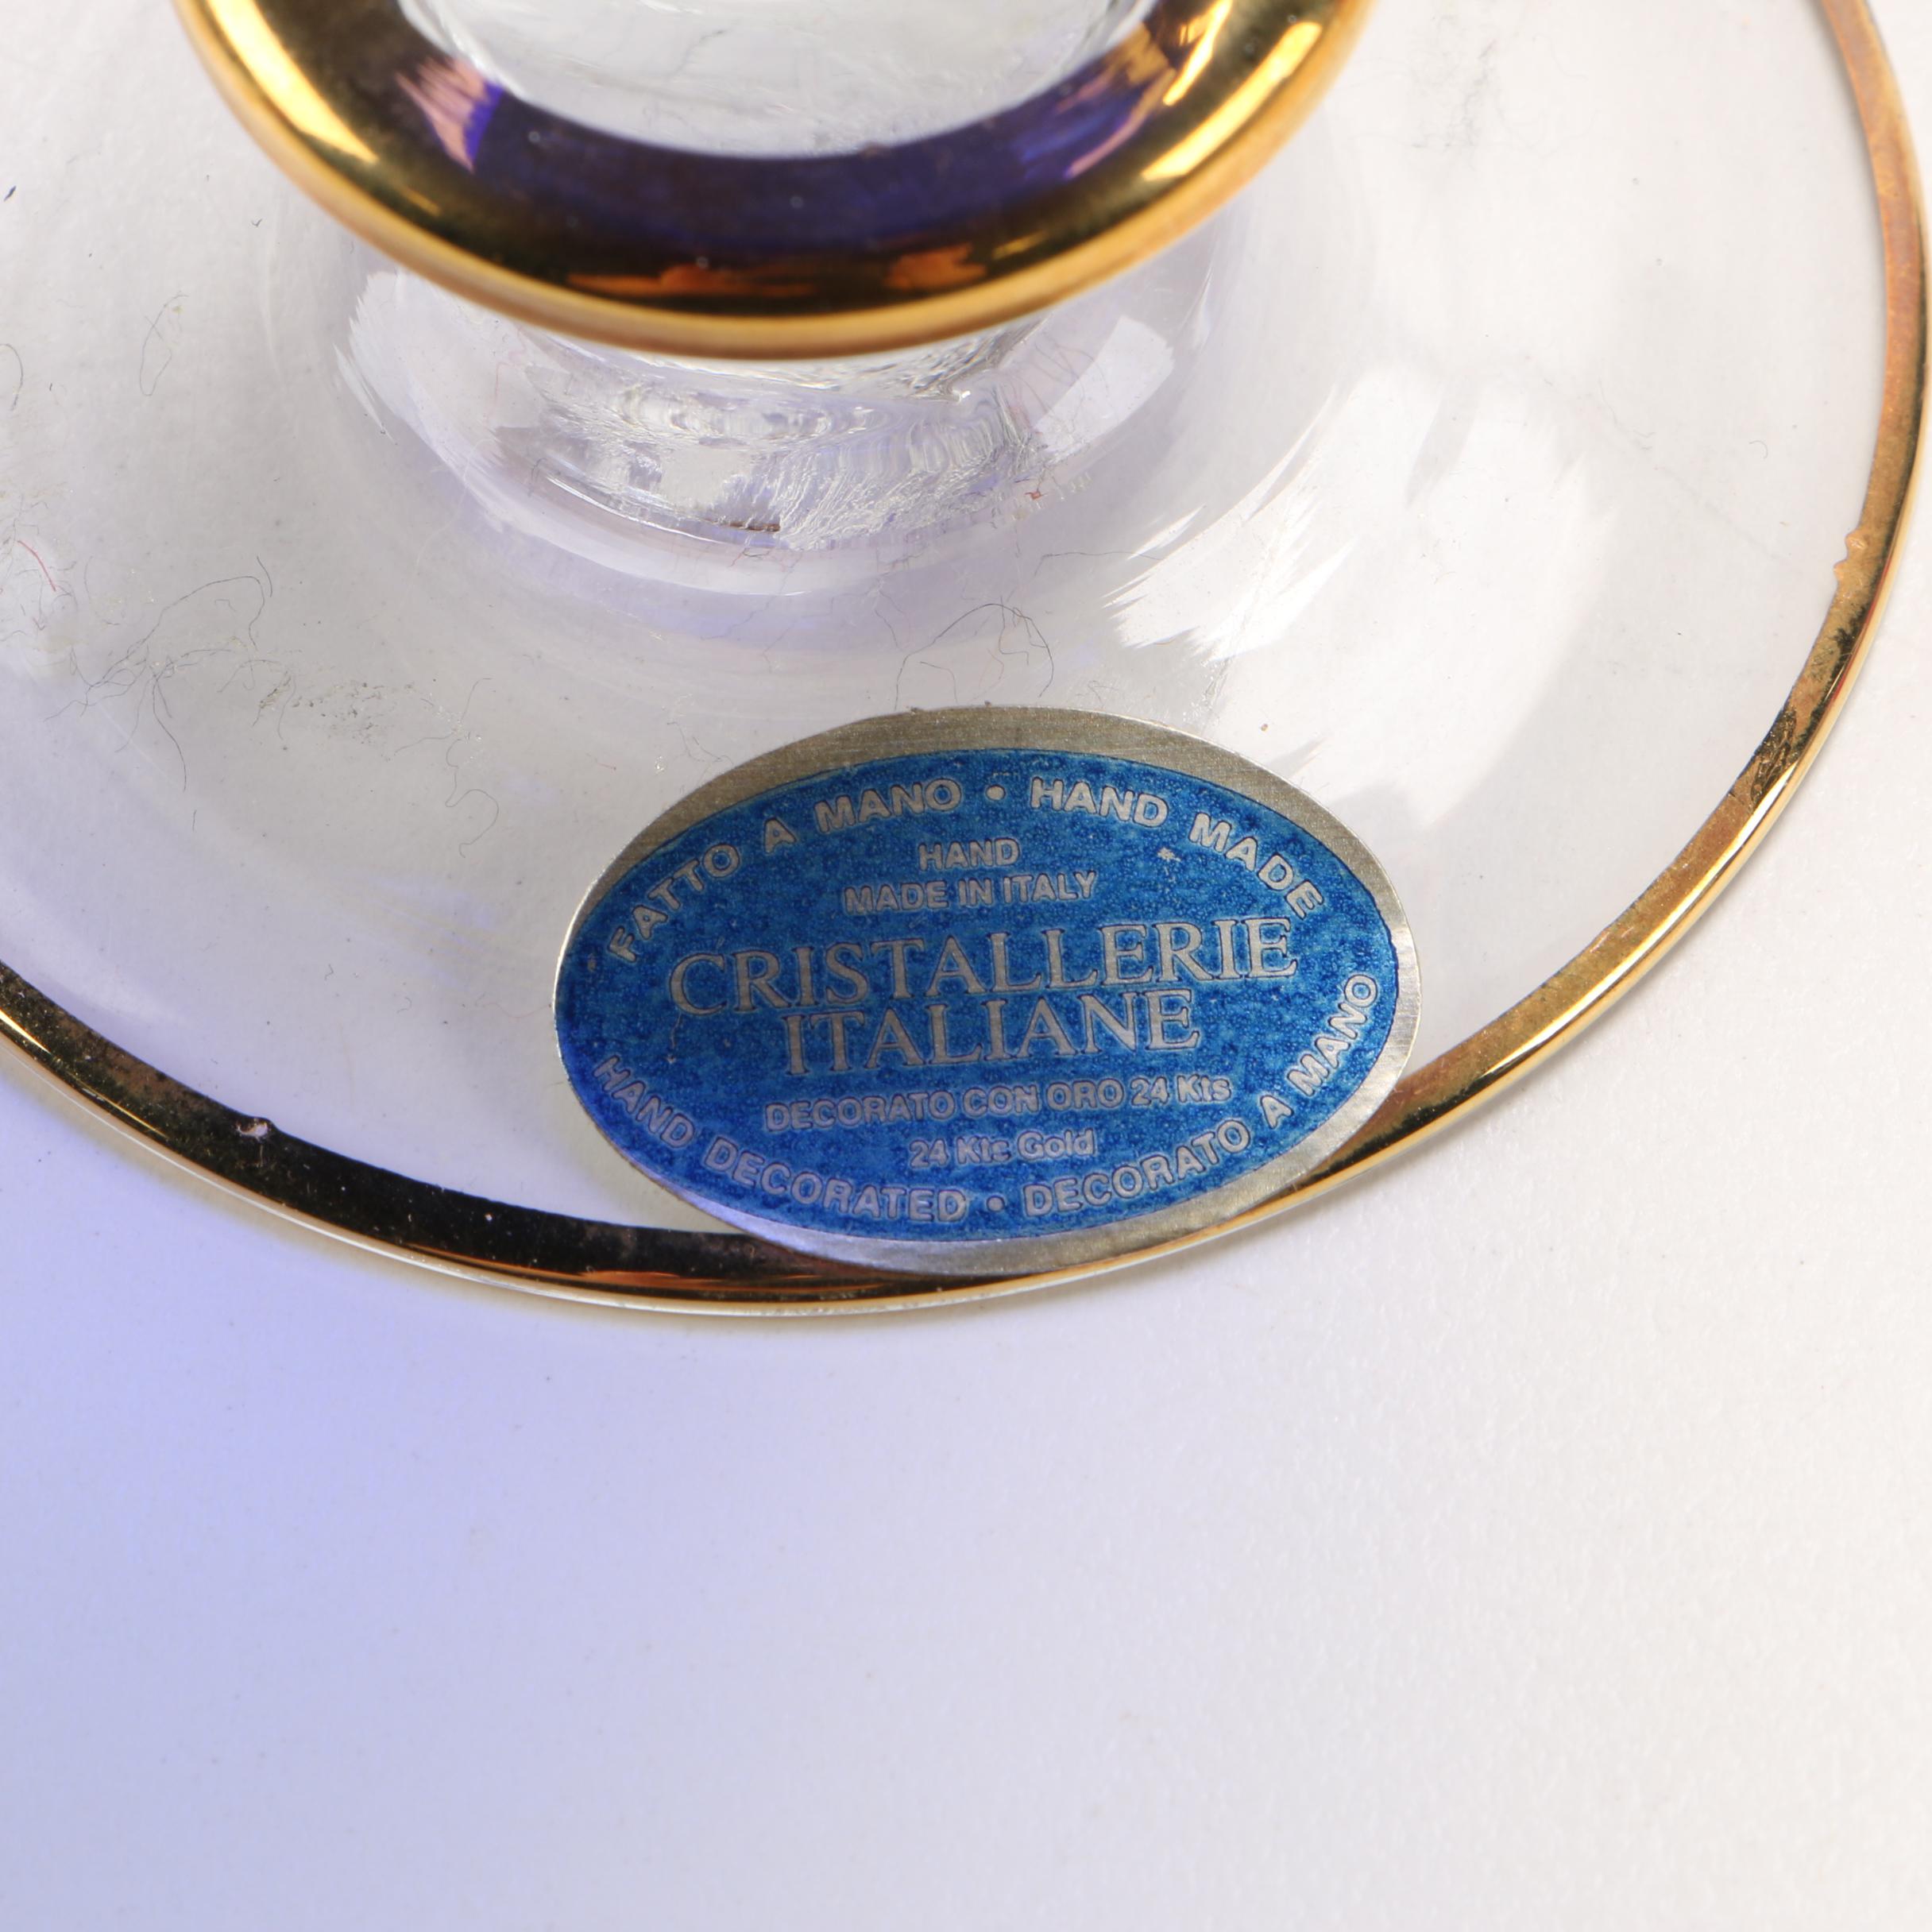 FATTO A MANO • HAND MADE
HAND
MADE IN ITALY
CRISTALLERIE
ITALIANE
DECORATO CON ORO 24 Kts
24 Kts Gold
HAND DECORATED • DECORATO A MANO